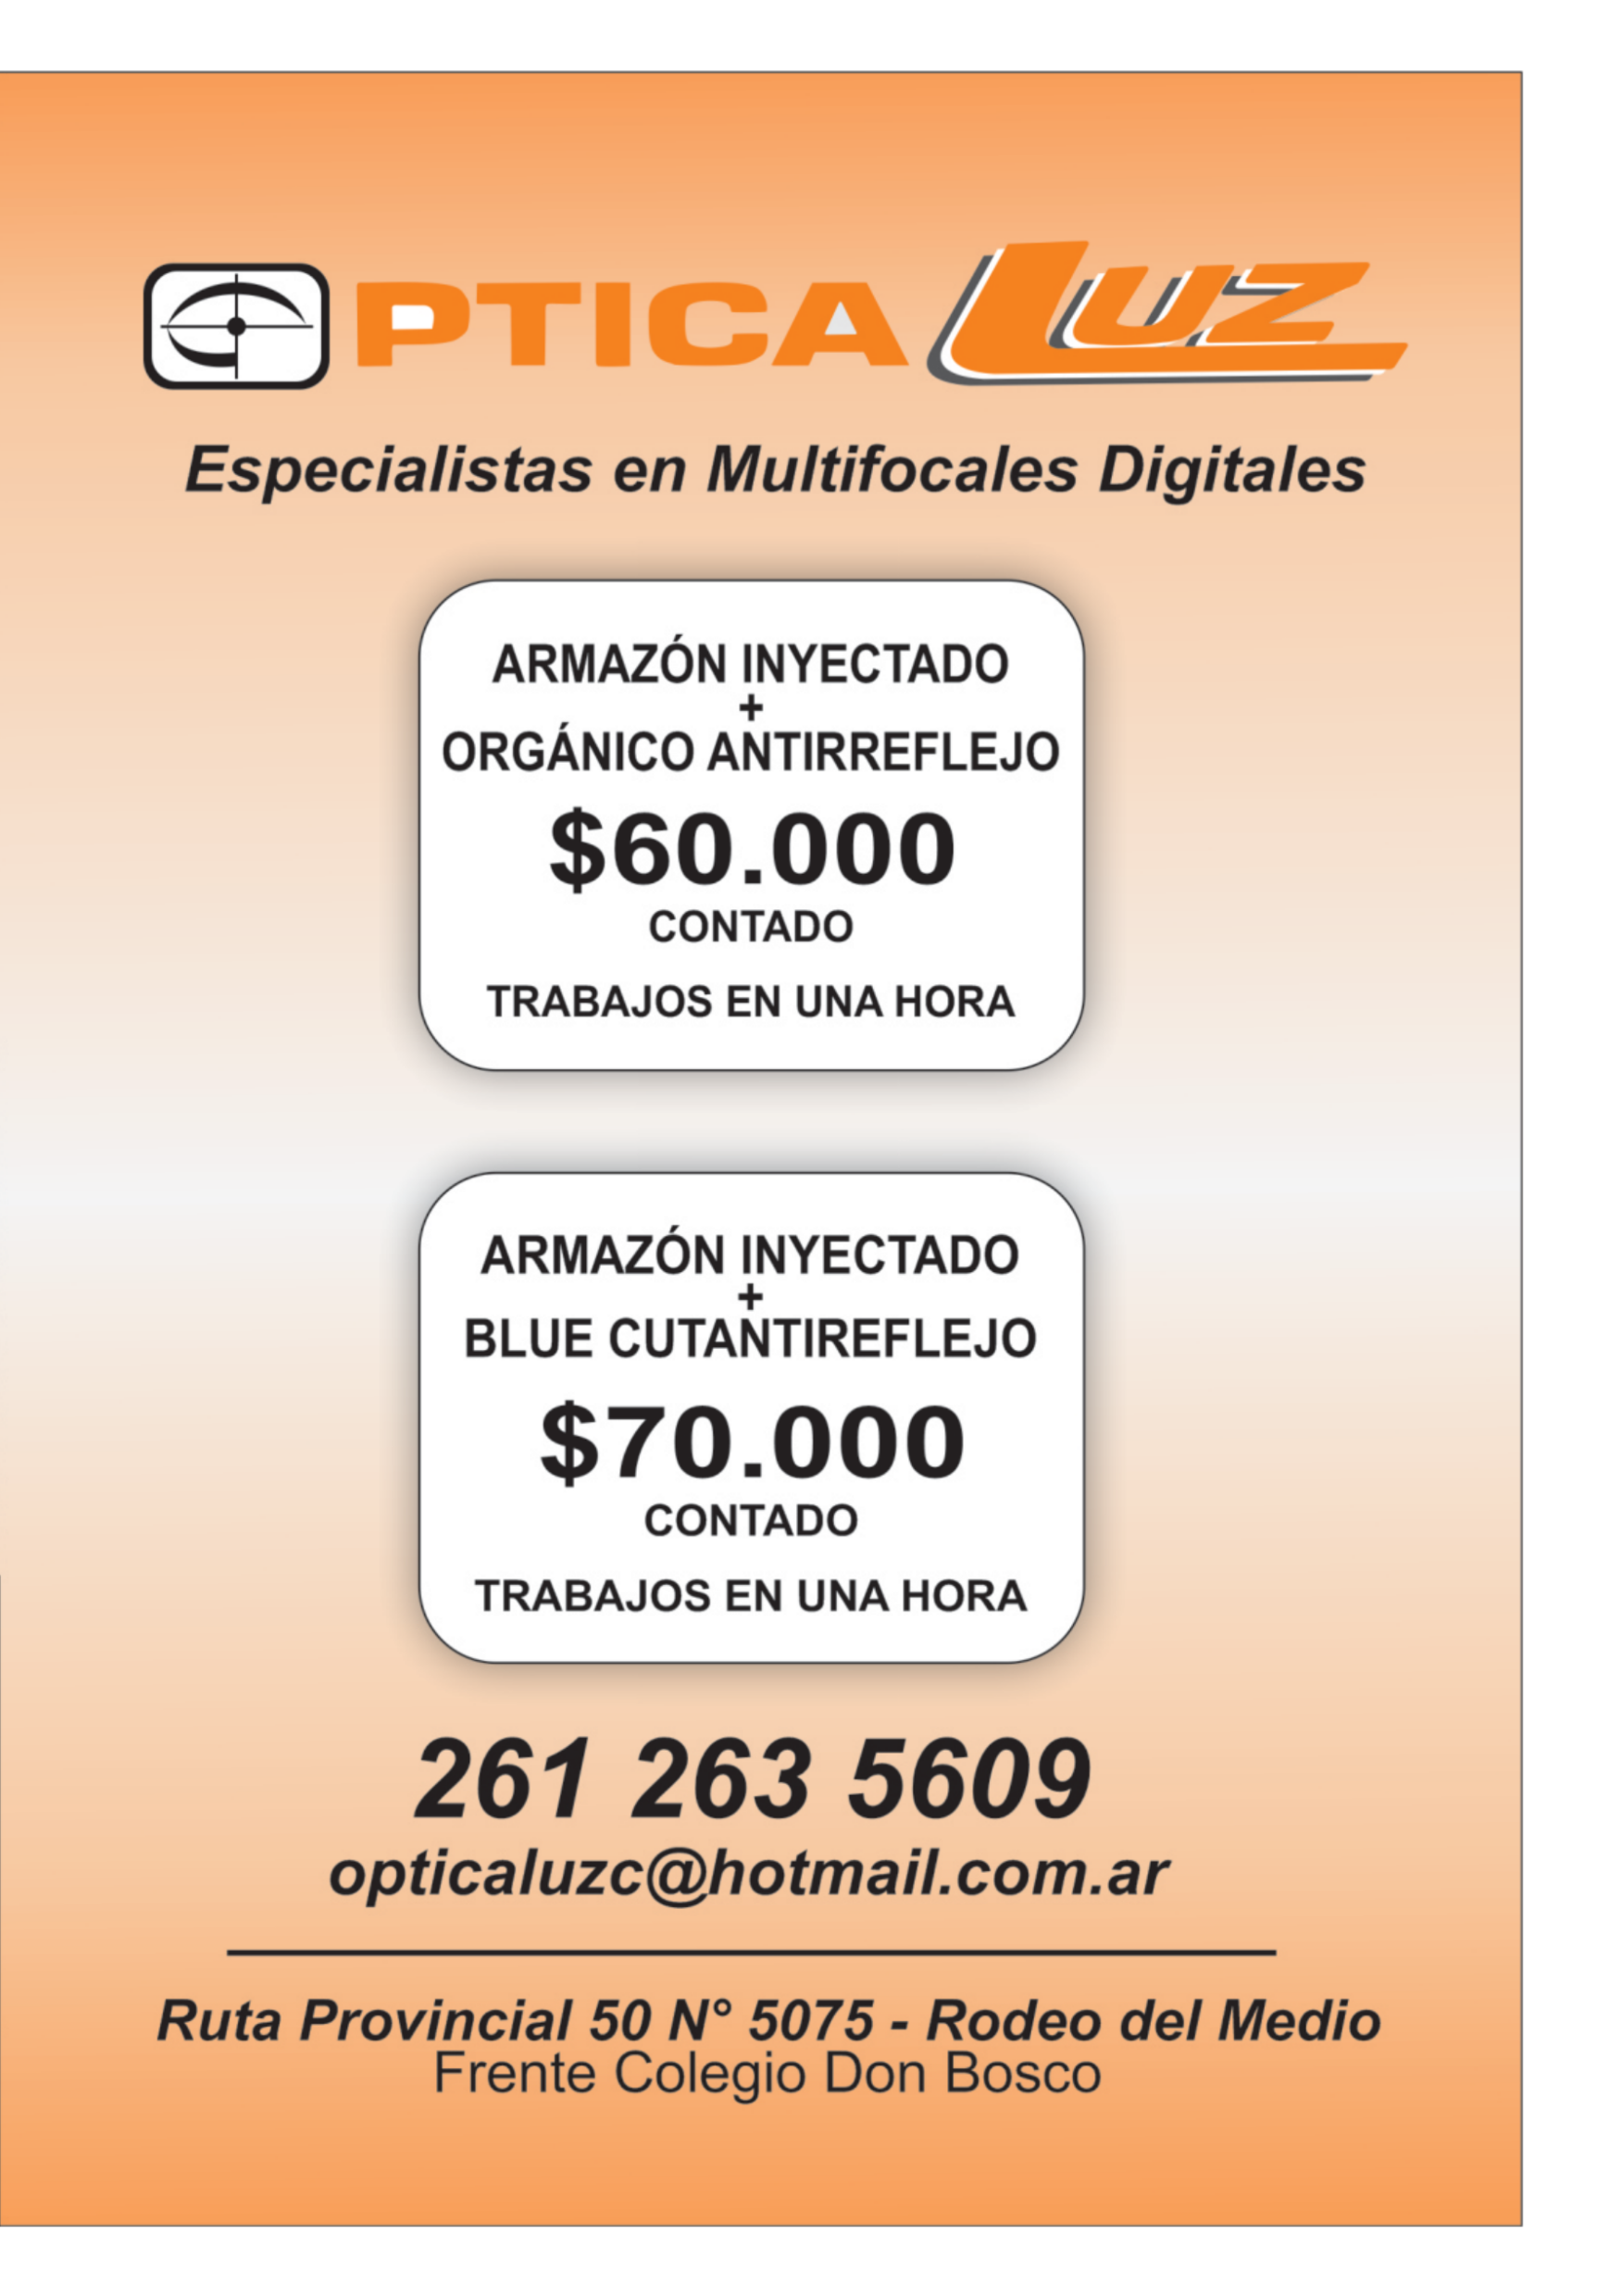 OPTICA LUZ
Especialistas en Multifocales Digitales
ARMAZÓN INYECTADO
+
ORGÁNICO ANTIRREFLEJO
$60.000
CONTADO
TRABAJOS EN UNA HORA
ARMAZÓN INYECTADO
+
BLUE CUTANTIREFLEJO
$70.000
CONTADO
TRABAJOS EN UNA HORA
261 263 5609
opticaluzc@hotmail.com.ar
Ruta Provincial 50 N° 5075 - Rodeo del Medio
Frente Colegio Don Bosco